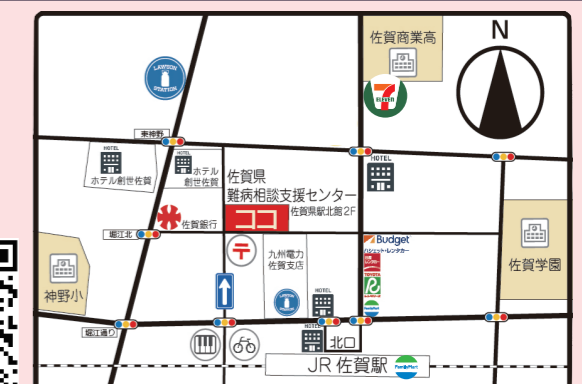 佐賀商業高
N
LAWSON
STATION
7
ELEVEN
東神野
HOTEL
ホテル創世佐賀
HOTEL
ホテル
創世佐賀
HOTEL
佐賀県
難病相談支援センター
ココ
佐賀県駅北館2F
佐賀銀行
堀江北
神野小
九州電力
佐賀支店
Budget
バジェット・レンタカー
佐賀学園
HOTEL
堀江通り
HOTEL
北口
JR 佐賀駅
FamilyMart